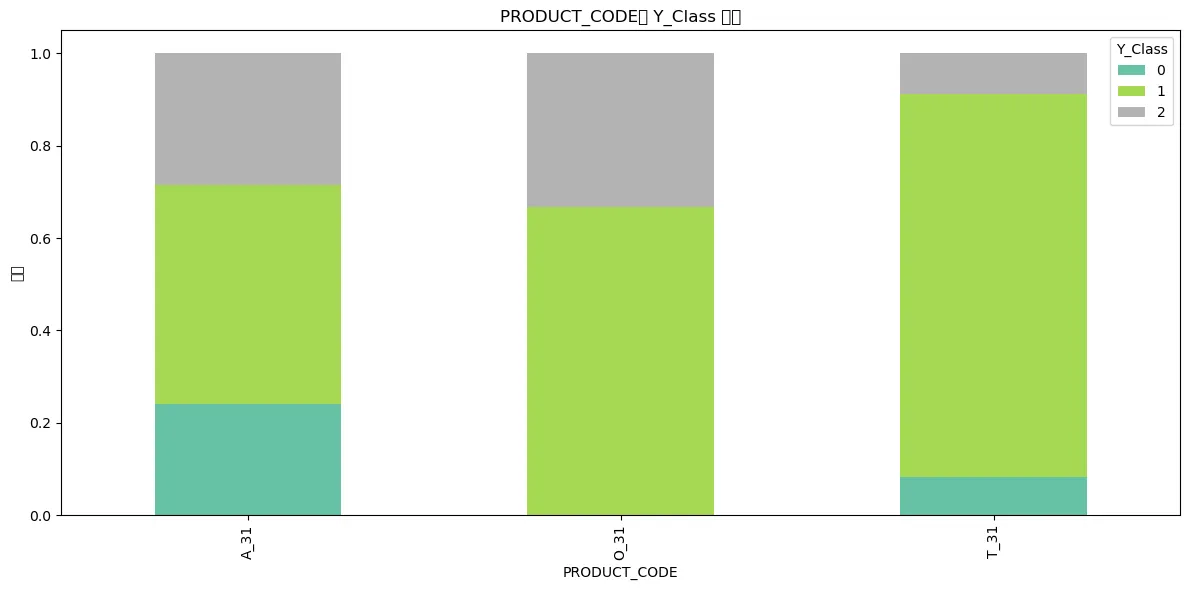 PRODUCT_CODE Y_Class
Y_Class
0
1
2
1.0
0.8
0.6
0.4
0.2
0.0
A_31
O_31
T_31
PRODUCT_CODE